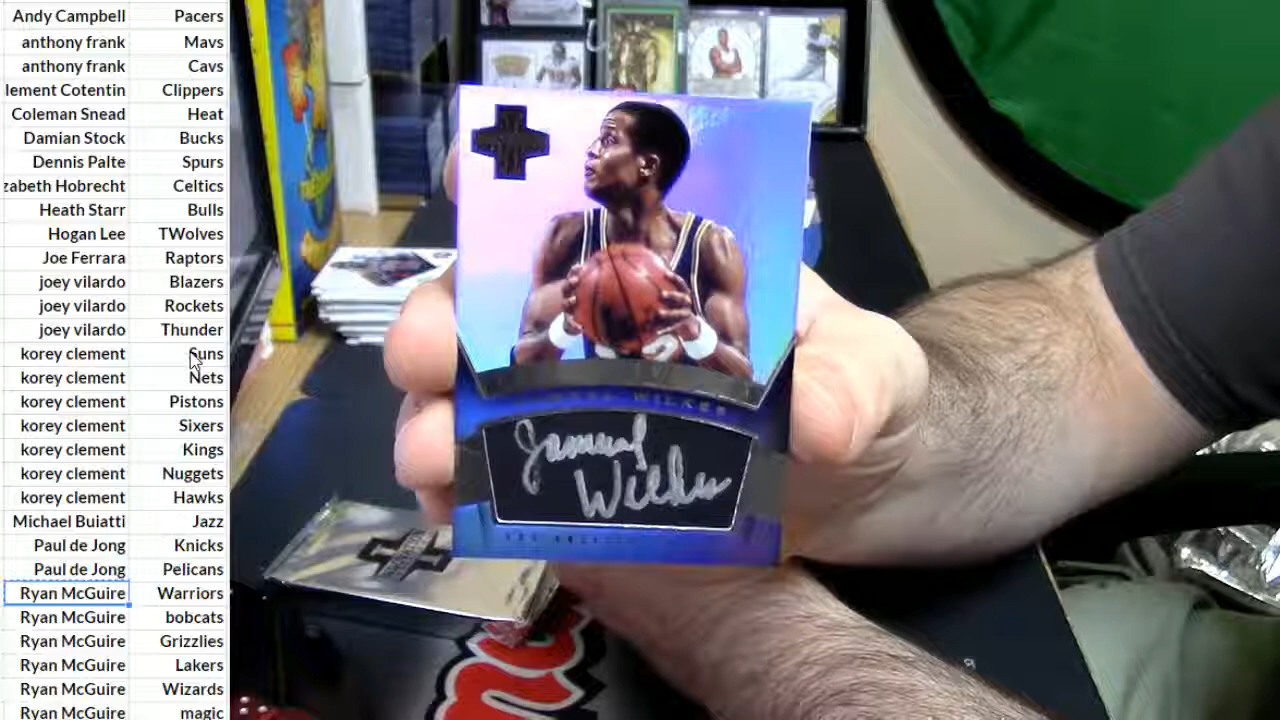 Andy Campbell Pacers
anthony frank Mavs
anthony frank Cavs
lement Cotentin Clippers
Coleman Snead Heat
Damian Stock Bucks
Dennis Palte Spurs
zabeth Hobrecht Celtics
Heath Starr Bulls
Hogan Lee TWolves
Joe Ferrara Raptors
joey vilardo Blazers
joey vilardo Rockets
joey vilardo Thunder
korey clement Suns
korey clement Nets
korey clement Pistons
korey clement Sixers
korey clement Kings
korey clement Nuggets
korey clement Hawks
Michael Buiatti Jazz
Paul de Jong Knicks
Paul de Jong Pelicans
Ryan McGuire Warriors
Ryan McGuire bobcats
Ryan McGuire Grizzlies
Ryan McGuire Lakers
Ryan McGuire Wizards
Ryan McGuire magic
WILKES
Jamaal
Wilkes